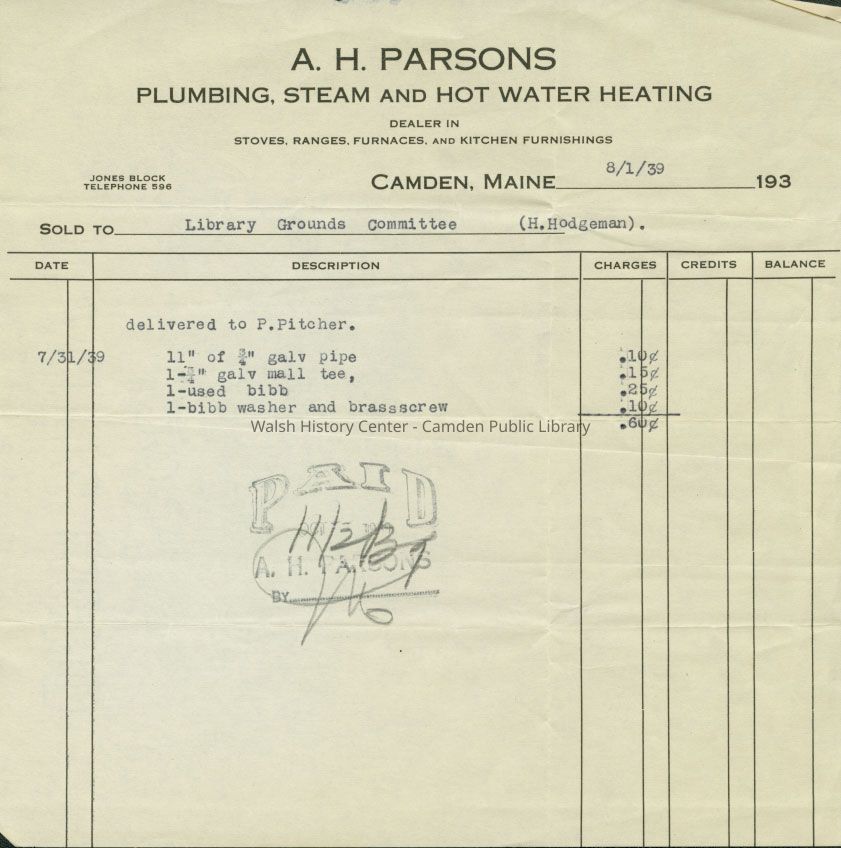 A. H. PARSONS
PLUMBING, STEAM AND HOT WATER HEATING
DEALER IN
STOVES, RANGES, FURNACES, AND KITCHEN FURNISHINGS
JONES BLOCK
TELEPHONE 596
CAMDEN, MAINE 8/1/39 193
SOLD TO Library Grounds Committee (H.Hodgeman).
DATE DESCRIPTION CHARGES CREDITS BALANCE
delivered to P.Pitcher.
7/31/39 11" of ¾" galv pipe .10¢
1-¾" galv mall tee, .15¢
1-used bibb .25¢
1-bibb washer and brassscrew .10¢
.60¢
Walsh History Center - Camden Public Library
PAID
11/2/39
A. H. PARSONS
BY